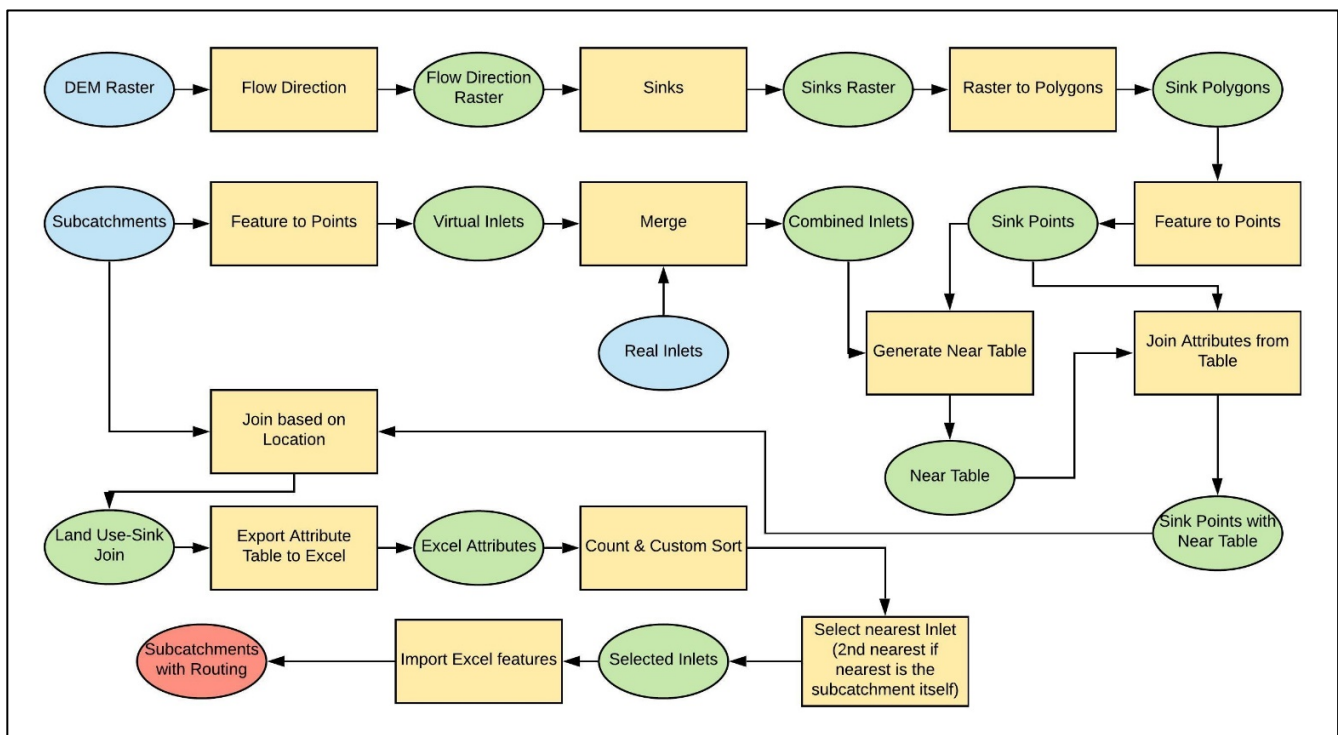 DEM Raster
Flow Direction
Flow Direction
Raster
Sinks
Sinks Raster
Raster to Polygons
Sink Polygons
Subcatchments
Feature to Points
Virtual Inlets
Merge
Combined Inlets
Sink Points
Feature to Points
Real Inlets
Generate Near Table
Join Attributes from
Table
Join based on
Location
Near Table
Sink Points with
Near Table
Land Use-Sink
Join
Export Attribute
Table to Excel
Excel Attributes
Count & Custom Sort
Subcatchments
with Routing
Import Excel features
Selected Inlets
Select nearest Inlet
(2nd nearest if
nearest is the
subcatchment itself)